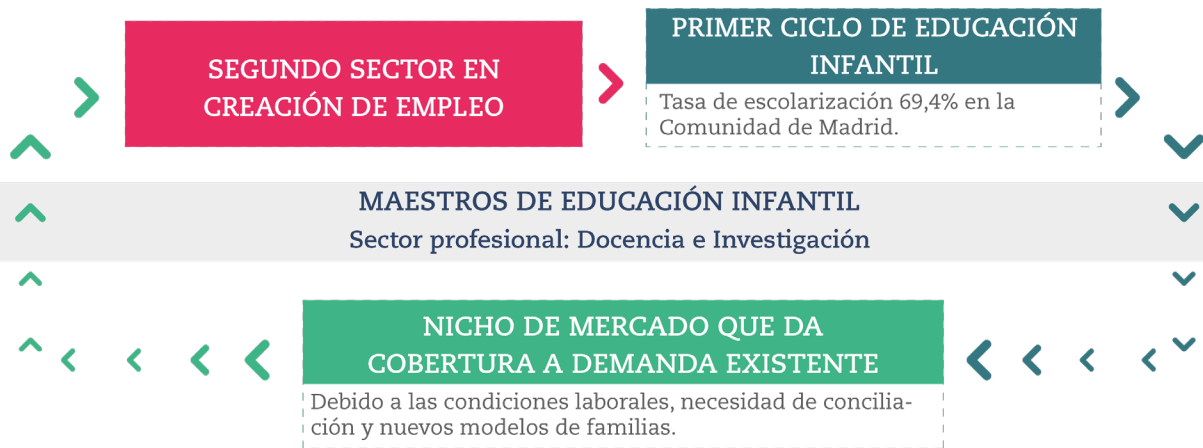 SEGUNDO SECTOR EN
CREACIÓN DE EMPLEO
PRIMER CICLO DE EDUCACIÓN
INFANTIL
Tasa de escolarización 69,4% en la
Comunidad de Madrid.
MAESTROS DE EDUCACIÓN INFANTIL
Sector profesional: Docencia e Investigación
NICHO DE MERCADO QUE DA
COBERTURA A DEMANDA EXISTENTE
Debido a las condiciones laborales, necesidad de concilia-
ción y nuevos modelos de familias.